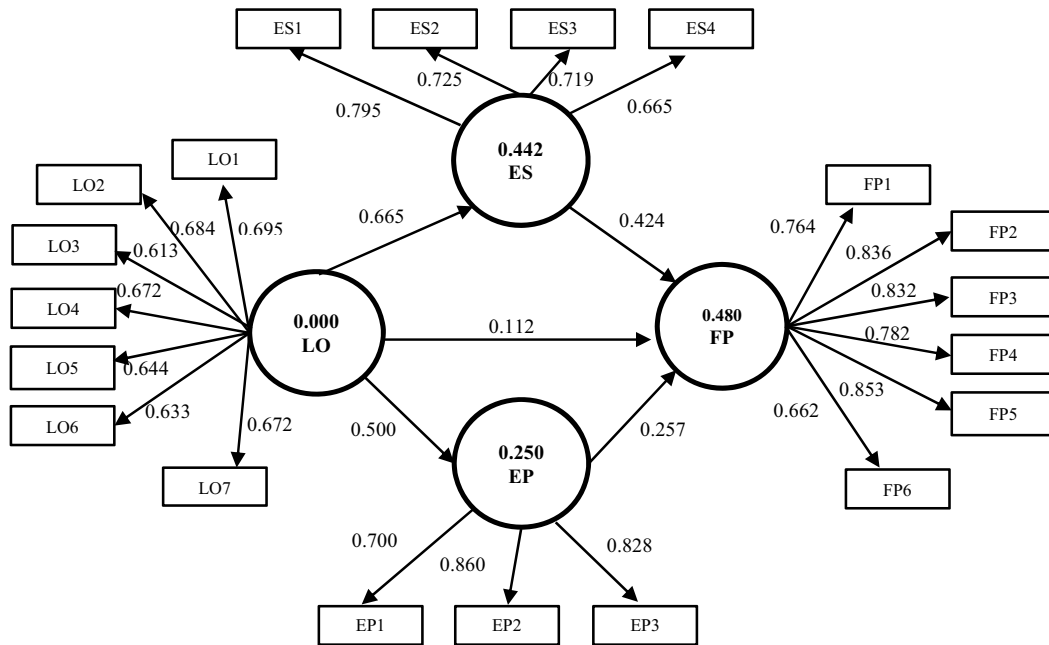 ES1
ES2
ES3
ES4
0.795
0.725
0.719
0.665
0.442
ES
LO1
LO2
LO3
LO4
LO5
LO6
LO7
0.695
0.684
0.613
0.672
0.644
0.633
0.672
0.000
LO
0.665
0.112
0.500
0.424
0.257
0.480
FP
FP1
FP2
FP3
FP4
FP5
FP6
0.764
0.836
0.832
0.782
0.853
0.662
0.250
EP
0.700
0.860
0.828
EP1
EP2
EP3